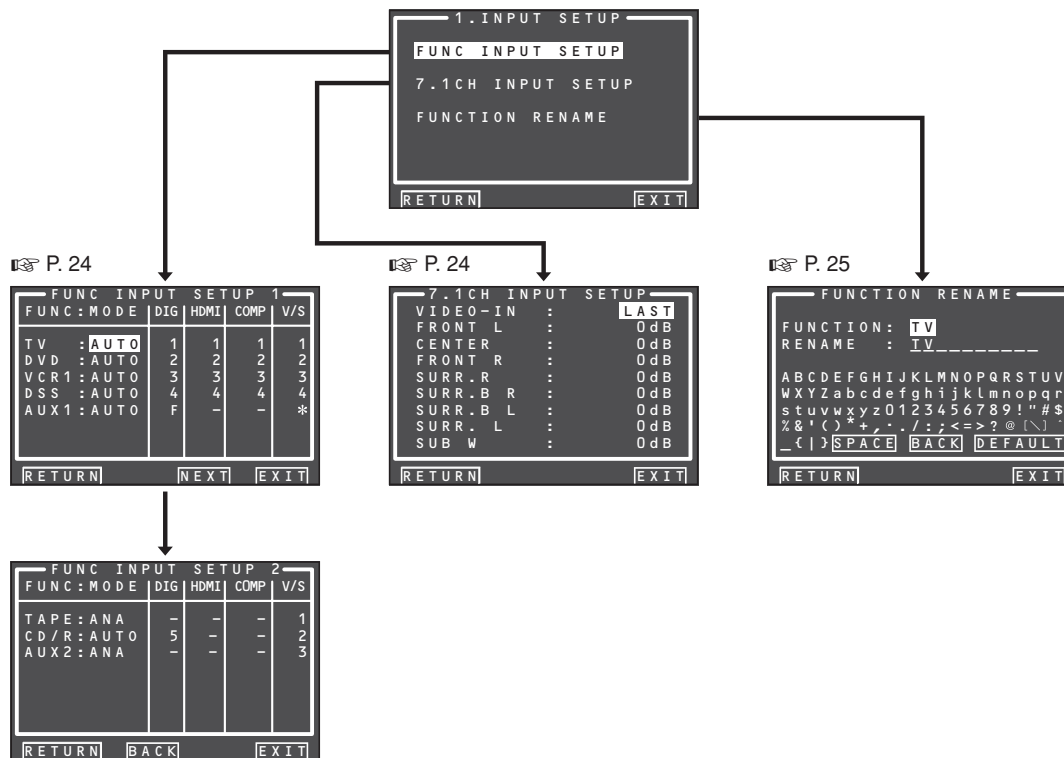 1.INPUT SETUP
FUNC INPUT SETUP
7.1CH INPUT SETUP
FUNCTION RENAME
RETURN EXIT
☞ P. 24
FUNC INPUT SETUP 1
FUNC:MODE DIG HDMI COMP V/S
TV :AUTO 1 1 1 1
DVD :AUTO 2 2 2 2
VCR1:AUTO 3 3 3 3
DSS :AUTO 4 4 4 4
AUX1:AUTO F - - *
RETURN NEXT EXIT
☞ P. 24
7.1CH INPUT SETUP
VIDEO-IN : LAST
FRONT L : 0dB
CENTER : 0dB
FRONT R : 0dB
SURR.R : 0dB
SURR.B R : 0dB
SURR.B L : 0dB
SURR. L : 0dB
SUB W : 0dB
RETURN EXIT
☞ P. 25
FUNCTION RENAME
FUNCTION: TV
RENAME : TV__________
ABCDEFGHIJKLMNOPQRSTUV
WXYZabcdefghijklmnopqr
stuvwxyz0123456789!"#$
%&'()*+,-./:;<=>?@[\]^
_{|}SPACE BACK DEFAULT
RETURN EXIT
FUNC INPUT SETUP 2
FUNC:MODE DIG HDMI COMP V/S
TAPE:ANA - - - 1
CD/R:AUTO 5 - - 2
AUX2:ANA - - - 3
RETURN BACK EXIT